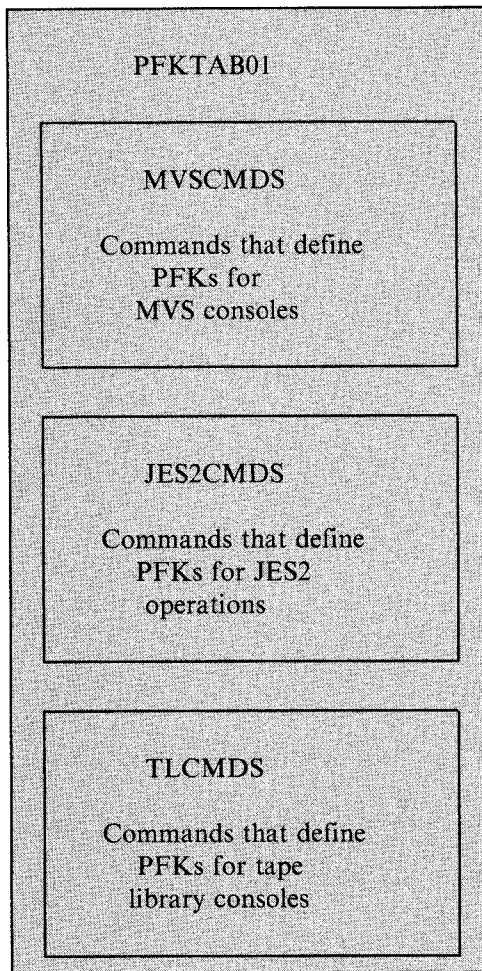 PFKTAB01
MVSCMDS
Commands that define
PFKs for
MVS consoles
JES2CMDS
Commands that define
PFKs for JES2
operations
TLCMDS
Commands that define
PFKs for tape
library consoles